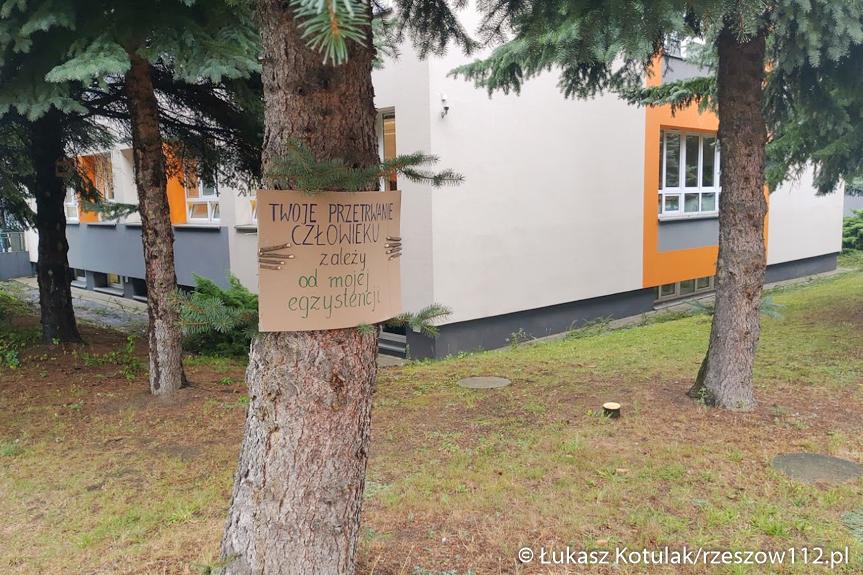 TWOJE PRZETRWANIE
CZŁOWIEKU
zależy
od mojej
egzystencji
© Łukasz Kotulak/rzeszow112.pl